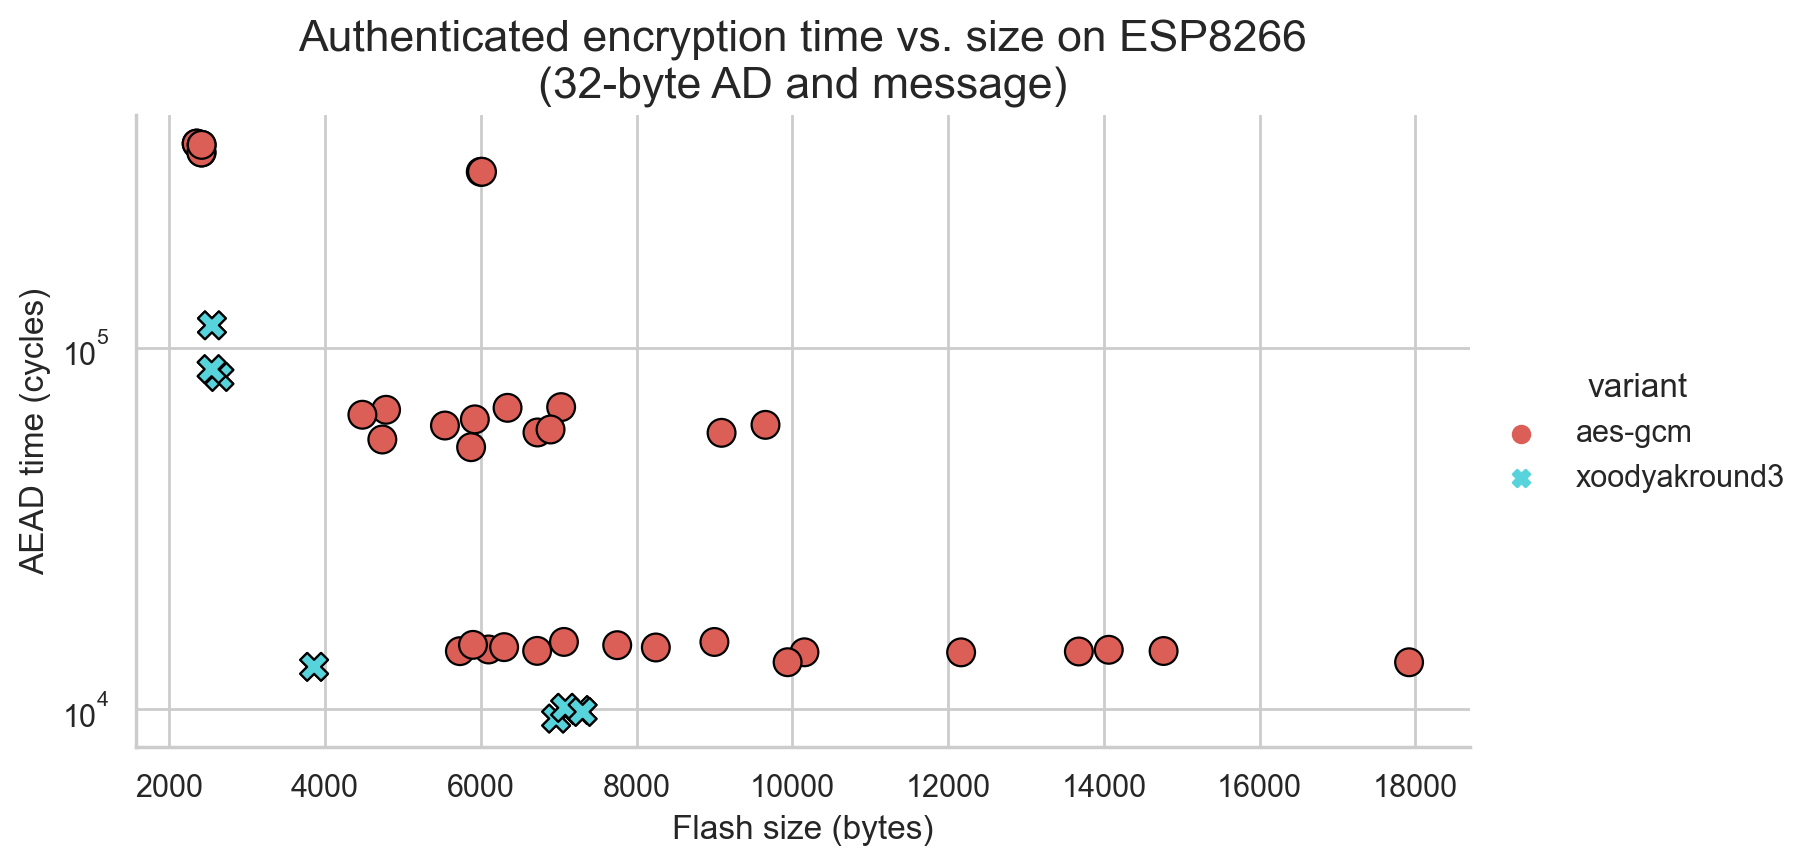 Authenticated encryption time vs. size on ESP8266
(32-byte AD and message)
AEAD time (cycles)
10^5
10^4
2000 4000 6000 8000 10000 12000 14000 16000 18000
Flash size (bytes)
variant
aes-gcm
xoodyakround3